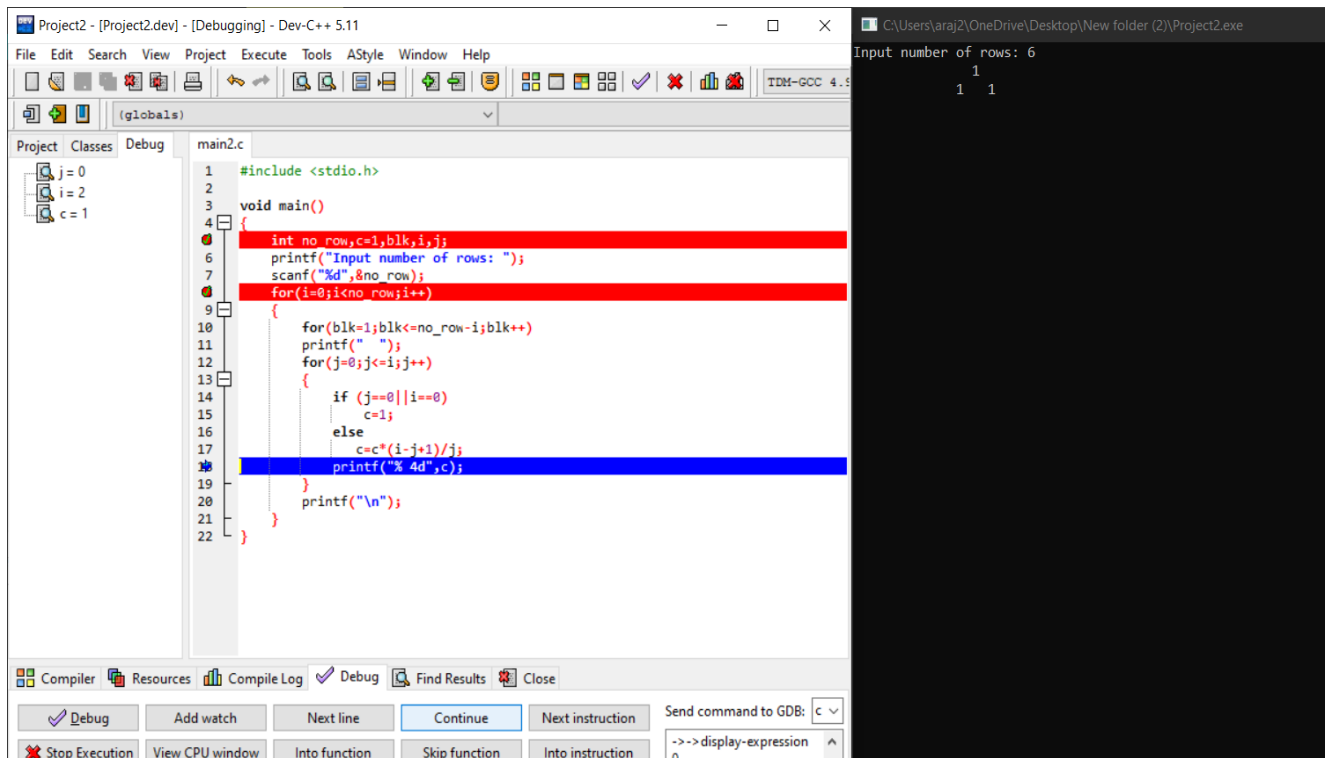 Project2 - [Project2.dev] - [Debugging] - Dev-C++ 5.11
File Edit Search View Project Execute Tools AStyle Window Help
TDM-GCC 4.9
(globals)
Project Classes Debug
j = 0
i = 2
c = 1
main2.c
1 #include <stdio.h>
2
3 void main()
4 {
int no_row,c=1,blk,i,j;
6 printf("Input number of rows: ");
7 scanf("%d",&no_row);
for(i=0;i<no_row;i++)
9 {
10 for(blk=1;blk<=no_row-i;blk++)
11 printf("  ");
12 for(j=0;j<=i;j++)
13 {
14 if (j==0||i==0)
15 c=1;
16 else
17 c=c*(i-j+1)/j;
18 printf("% 4d",c);
19 }
20 printf("\n");
21 }
22 }
Compiler Resources Compile Log Debug Find Results Close
Debug Add watch Next line Continue Next instruction
Send command to GDB: c
Stop Execution View CPU window Into function Skip function Into instruction
->->display-expression
C:\Users\araj2\OneDrive\Desktop\New folder (2)\Project2.exe
Input number of rows: 6
1
1 1